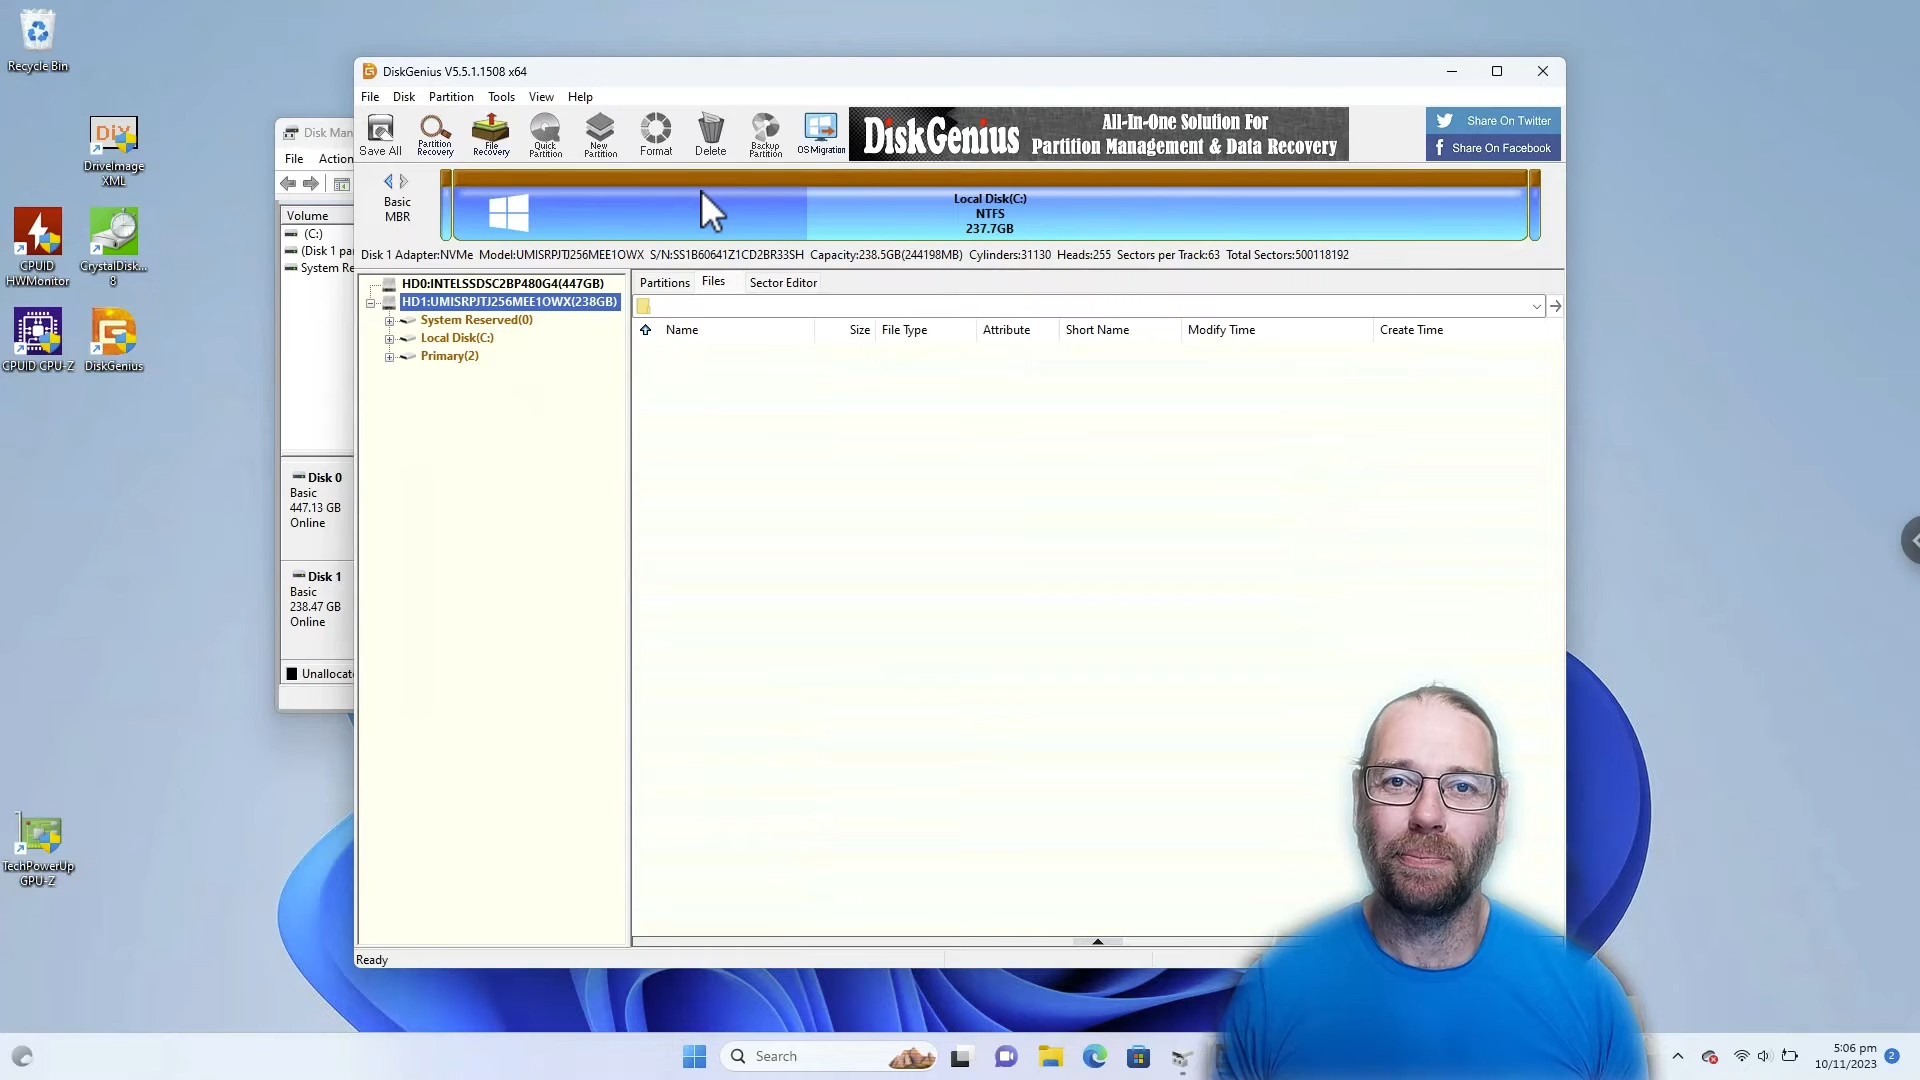 Recycle Bin
DriveImage
XML
CPUID
HWMonitor
CrystalDisk...
8
CPUID CPU-Z
DiskGenius
TechPowerUp
GPU-Z
Disk Man
File Action
Volume
(C:)
(Disk 1 pa
System Re
Disk 0
Basic
447.13 GB
Online
Disk 1
Basic
238.47 GB
Online
Unallocate
DiskGenius V5.5.1.1508 x64
File Disk Partition Tools View Help
Save All
Partition
Recovery
File
Recovery
Quick
Partition
New
Partition
Format
Delete
Backup
Partition
OS Migration
DiskGenius
All-In-One Solution For
Partition Management & Data Recovery
Share On Twitter
Share On Facebook
Basic
MBR
Local Disk(C:)
NTFS
237.7GB
Disk 1 Adapter:NVMe Model:UMISRPJTJ256MEE1OWX S/N:SS1B60641Z1CD2BR33SH Capacity:238.5GB(244198MB) Cylinders:31130 Heads:255 Sectors per Track:63 Total Sectors:500118192
HD0:INTELSSDSC2BP480G4(447GB)
HD1:UMISRPJTJ256MEE1OWX(238GB)
System Reserved(0)
Local Disk(C:)
Primary(2)
Partitions Files Sector Editor
Name Size File Type Attribute Short Name Modify Time Create Time
Ready
Search
5:06 pm
10/11/2023
2